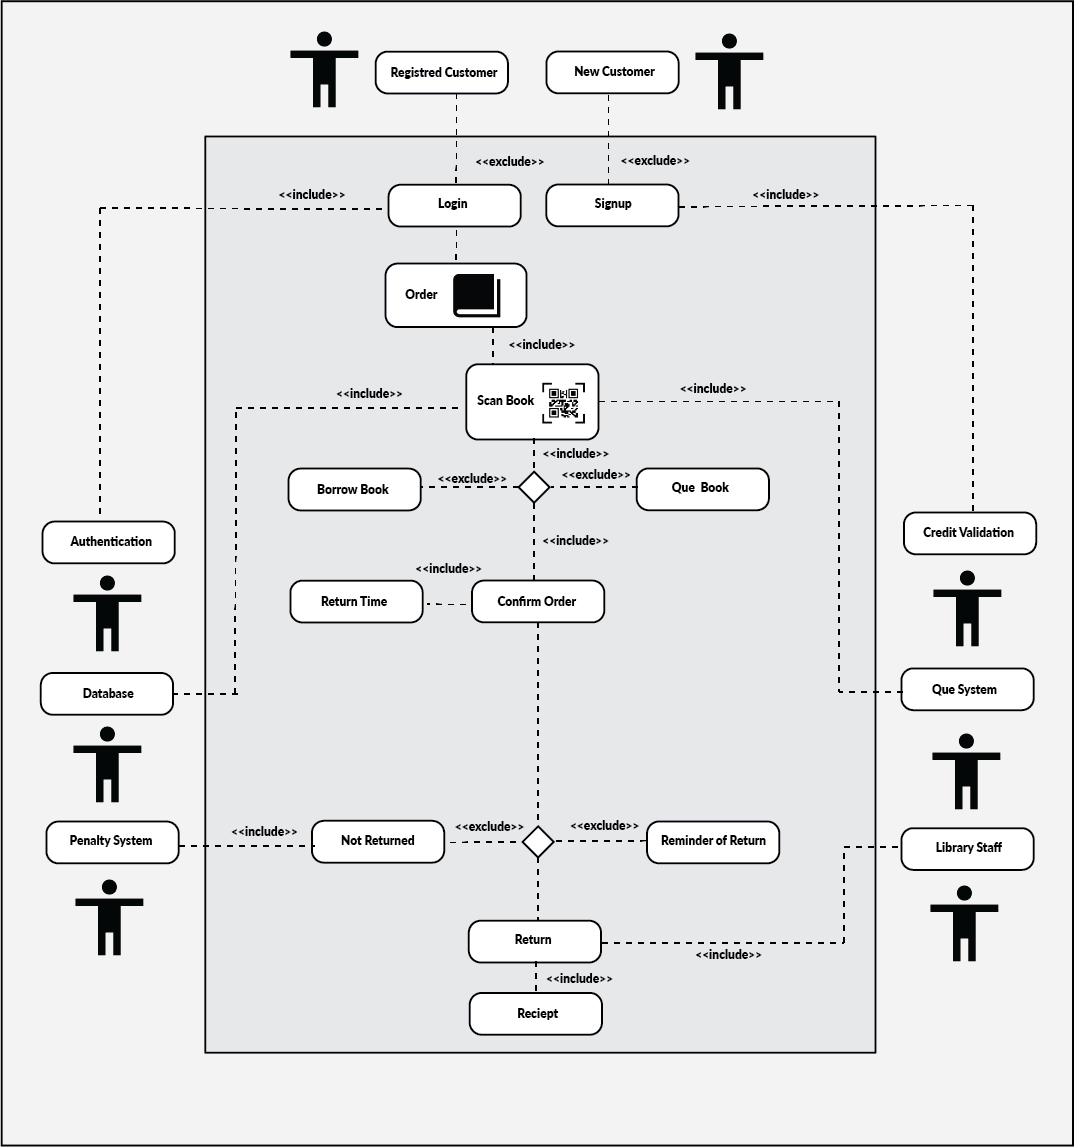 Registred Customer
New Customer
<<exclude>>
<<exclude>>
<<include>>
Login
Signup
<<include>>
Order
<<include>>
<<include>>
Scan Book
<<include>>
<<include>>
<<exclude>>
<<exclude>>
Borrow Book
Que  Book
<<include>>
Authentication
Credit Validation
<<include>>
Return Time
Confirm Order
Database
Que System
<<include>>
<<exclude>>
<<exclude>>
Penalty System
Not Returned
Reminder of Return
Library Staff
Return
<<include>>
<<include>>
Reciept